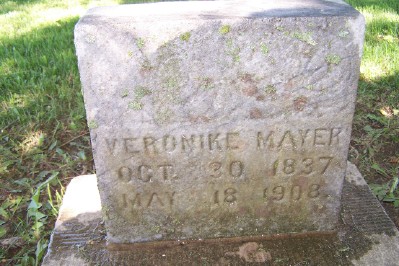 VERONIKE MAYER
OCT. 30 1837
MAY 18 1908